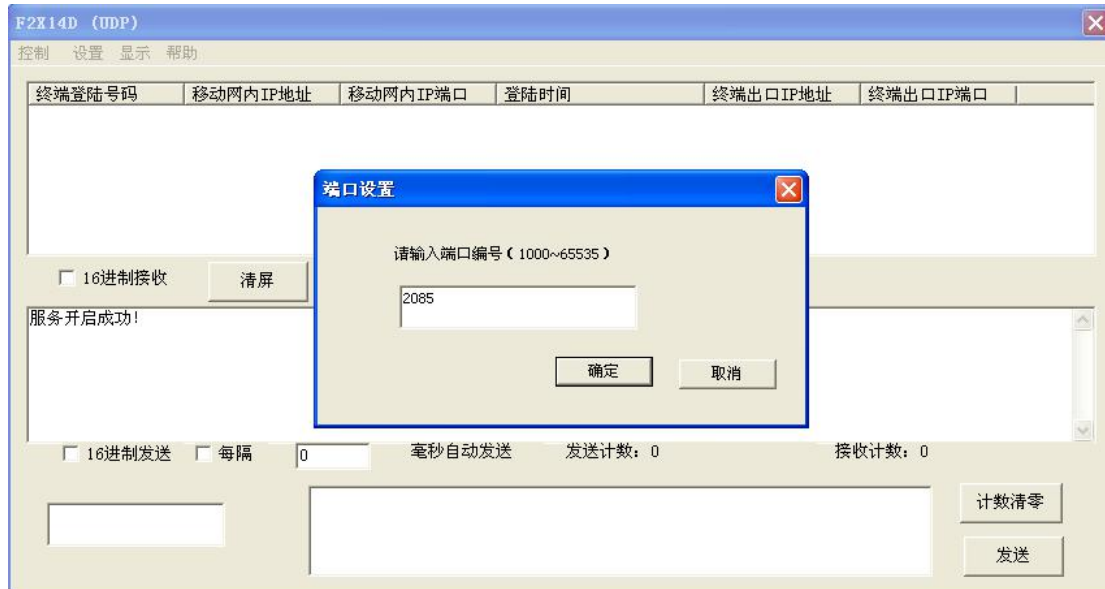 F2X14D (UDP)
控制 设置 显示 帮助
终端登陆号码 移动网内IP地址 移动网内IP端口 登陆时间 终端出口IP地址 终端出口IP端口
端口设置
请输入端口编号(1000~65535)
2085
确定 取消
16进制接收 清屏
服务开启成功!
16进制发送 每隔 0 毫秒自动发送 发送计数: 0 接收计数: 0
计数清零
发送